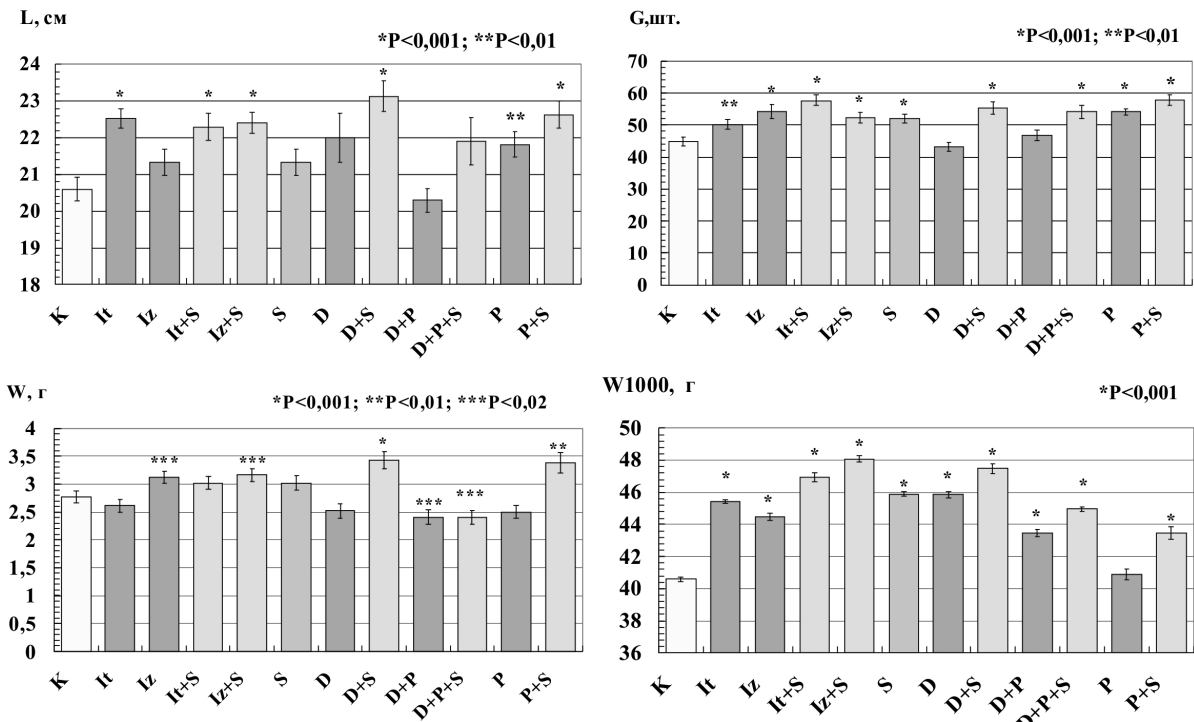 L, см
*P<0,001; **P<0,01
24
23
22
21
20
19
18
* * * * ** *
K It Iz It+S Iz+S S D D+S D+P D+P+S P P+S
G,шт.
*P<0,001; **P<0,01
70
60
50
40
30
20
10
0
** * * * * * * * *
K It Iz It+S Iz+S S D D+S D+P D+P+S P P+S
W, г
*P<0,001; **P<0,01; ***P<0,02
4
3,5
3
2,5
2
1,5
1
0,5
0
*** *** * *** *** **
K It Iz It+S Iz+S S D D+S D+P D+P+S P P+S
W1000, г
*P<0,001
50
48
46
44
42
40
38
36
* * * * * * * * * *
K It Iz It+S Iz+S S D D+S D+P D+P+S P P+S